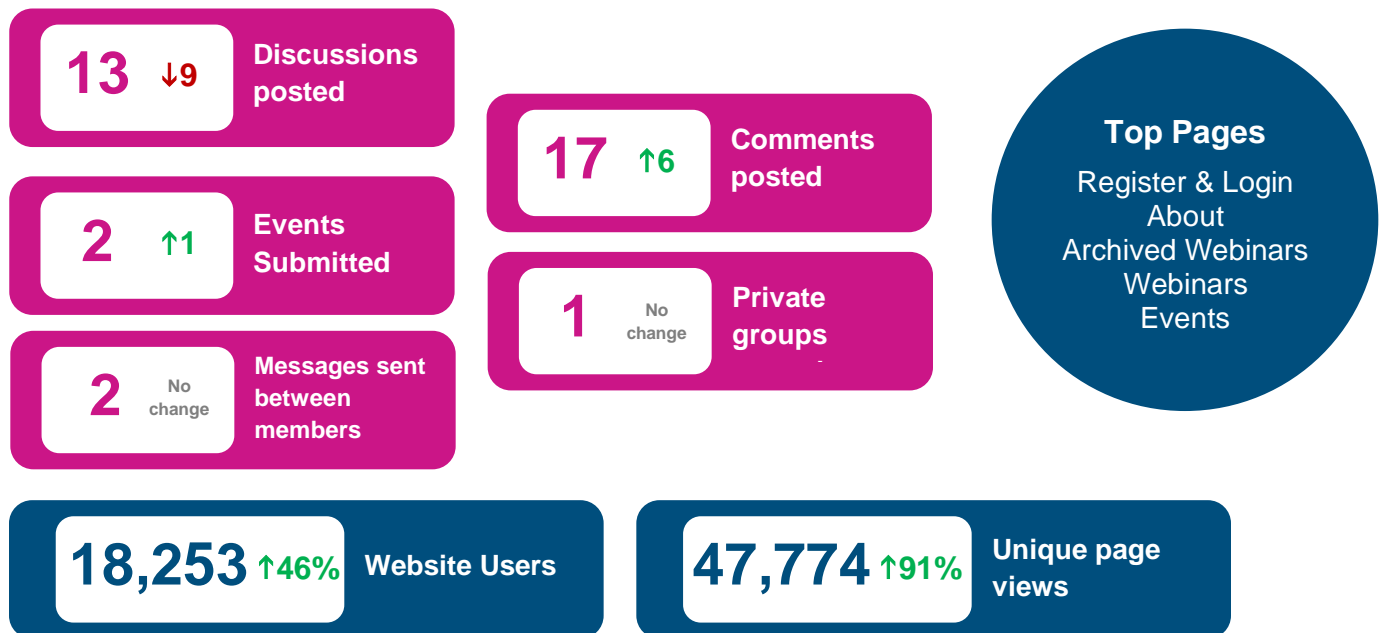 13 ↓9
Discussions
posted
17 ↑6
Comments
posted
2 ↑1
Events
Submitted
1
No
change
Private
groups
2
No
change
Messages sent
between
members
Top Pages
Register & Login
About
Archived Webinars
Webinars
Events
18,253 ↑46%
Website Users
47,774 ↑91%
Unique page
views